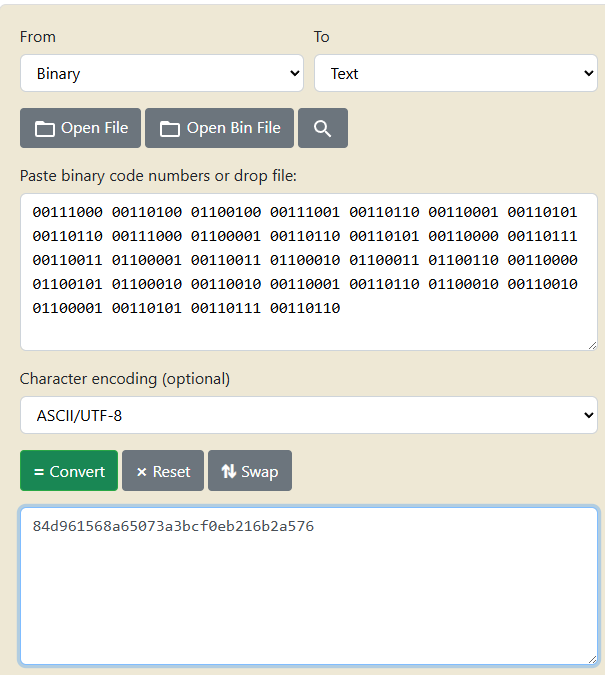 From To
Binary Text
Open File Open Bin File
Paste binary code numbers or drop file:
00111000 00110100 01100100 00111001 00110110 00110001 00110101
00110110 00111000 01100001 00110110 00110101 00110000 00110111
00110011 01100001 00110011 01100010 01100011 01100110 00110000
01100101 01100010 00110010 00110001 00110110 01100010 00110010
01100001 00110101 00110111 00110110
Character encoding (optional)
ASCII/UTF-8
= Convert × Reset ⇅ Swap
84d961568a65073a3bcf0eb216b2a576